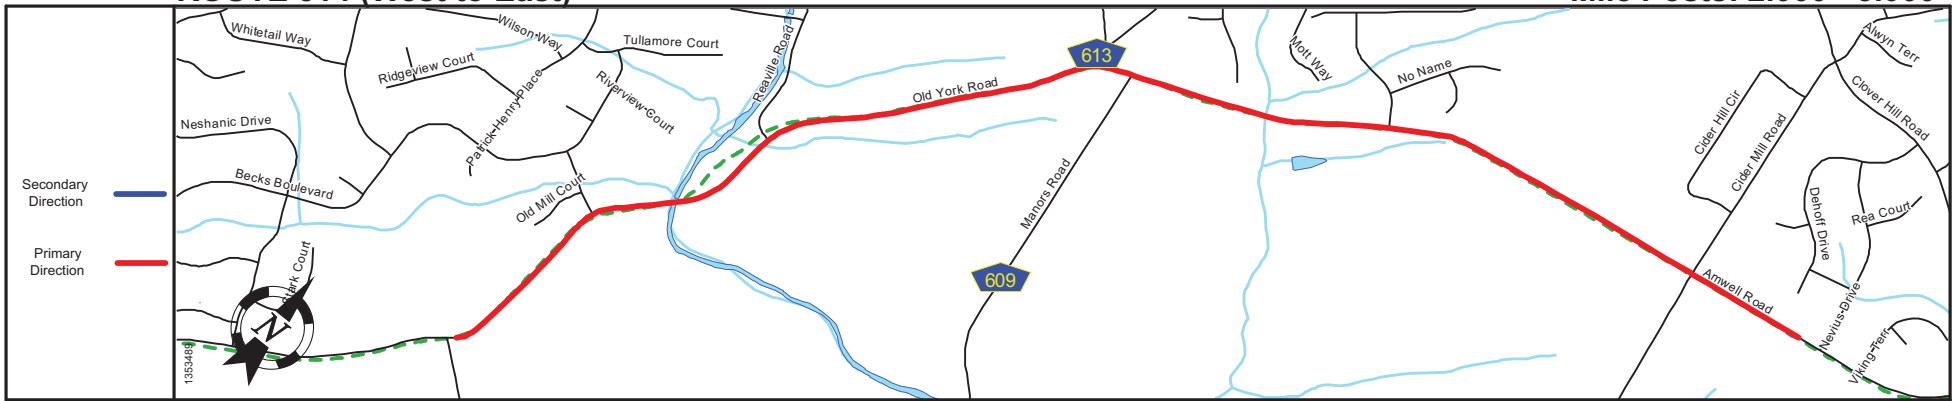 Whitetail Way
Wilson Way
Tullamore Court
Ridgeview Court
Riverview Court
Patrick Henry Place
Reaville Road
Old York Road
613
Mott Way
No Name
Alwyn Terr
Clover Hill Road
Cider Hill Cir
Cider Mill Road
Neshanic Drive
Becks Boulevard
Old Mill Court
Manors Road
609
Dehoff Drive
Rea Court
Secondary
Direction
Primary
Direction
Stark Court
N
Amwell Road
Nevius Drive
Viking Terr
1353489